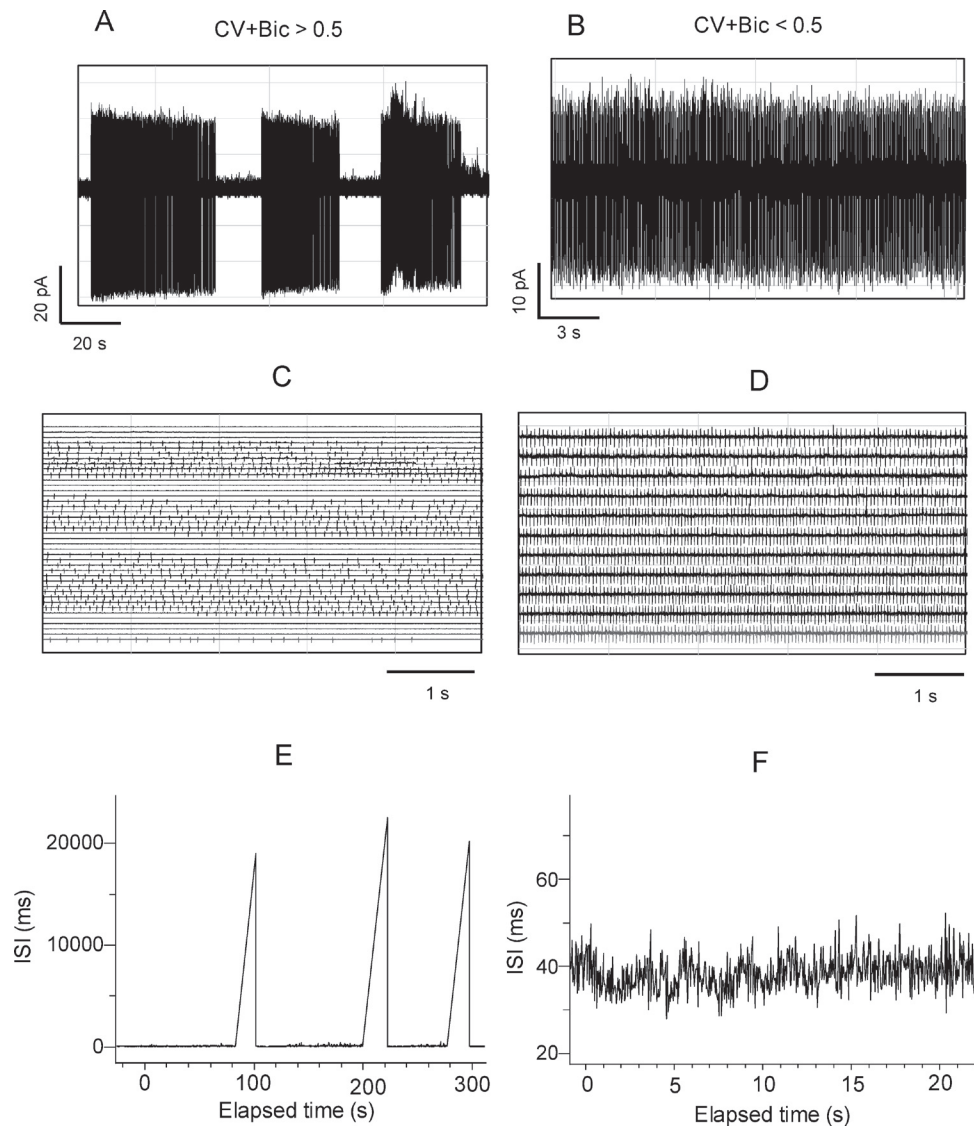 A
CV+Bic > 0.5
B
CV+Bic < 0.5
20 pA
20 s
10 pA
3 s
C
D
1 s
1 s
E
F
ISI (ms)
20000
10000
0
0
100
200
300
Elapsed time (s)
ISI (ms)
60
40
20
0
5
10
15
20
Elapsed time (s)